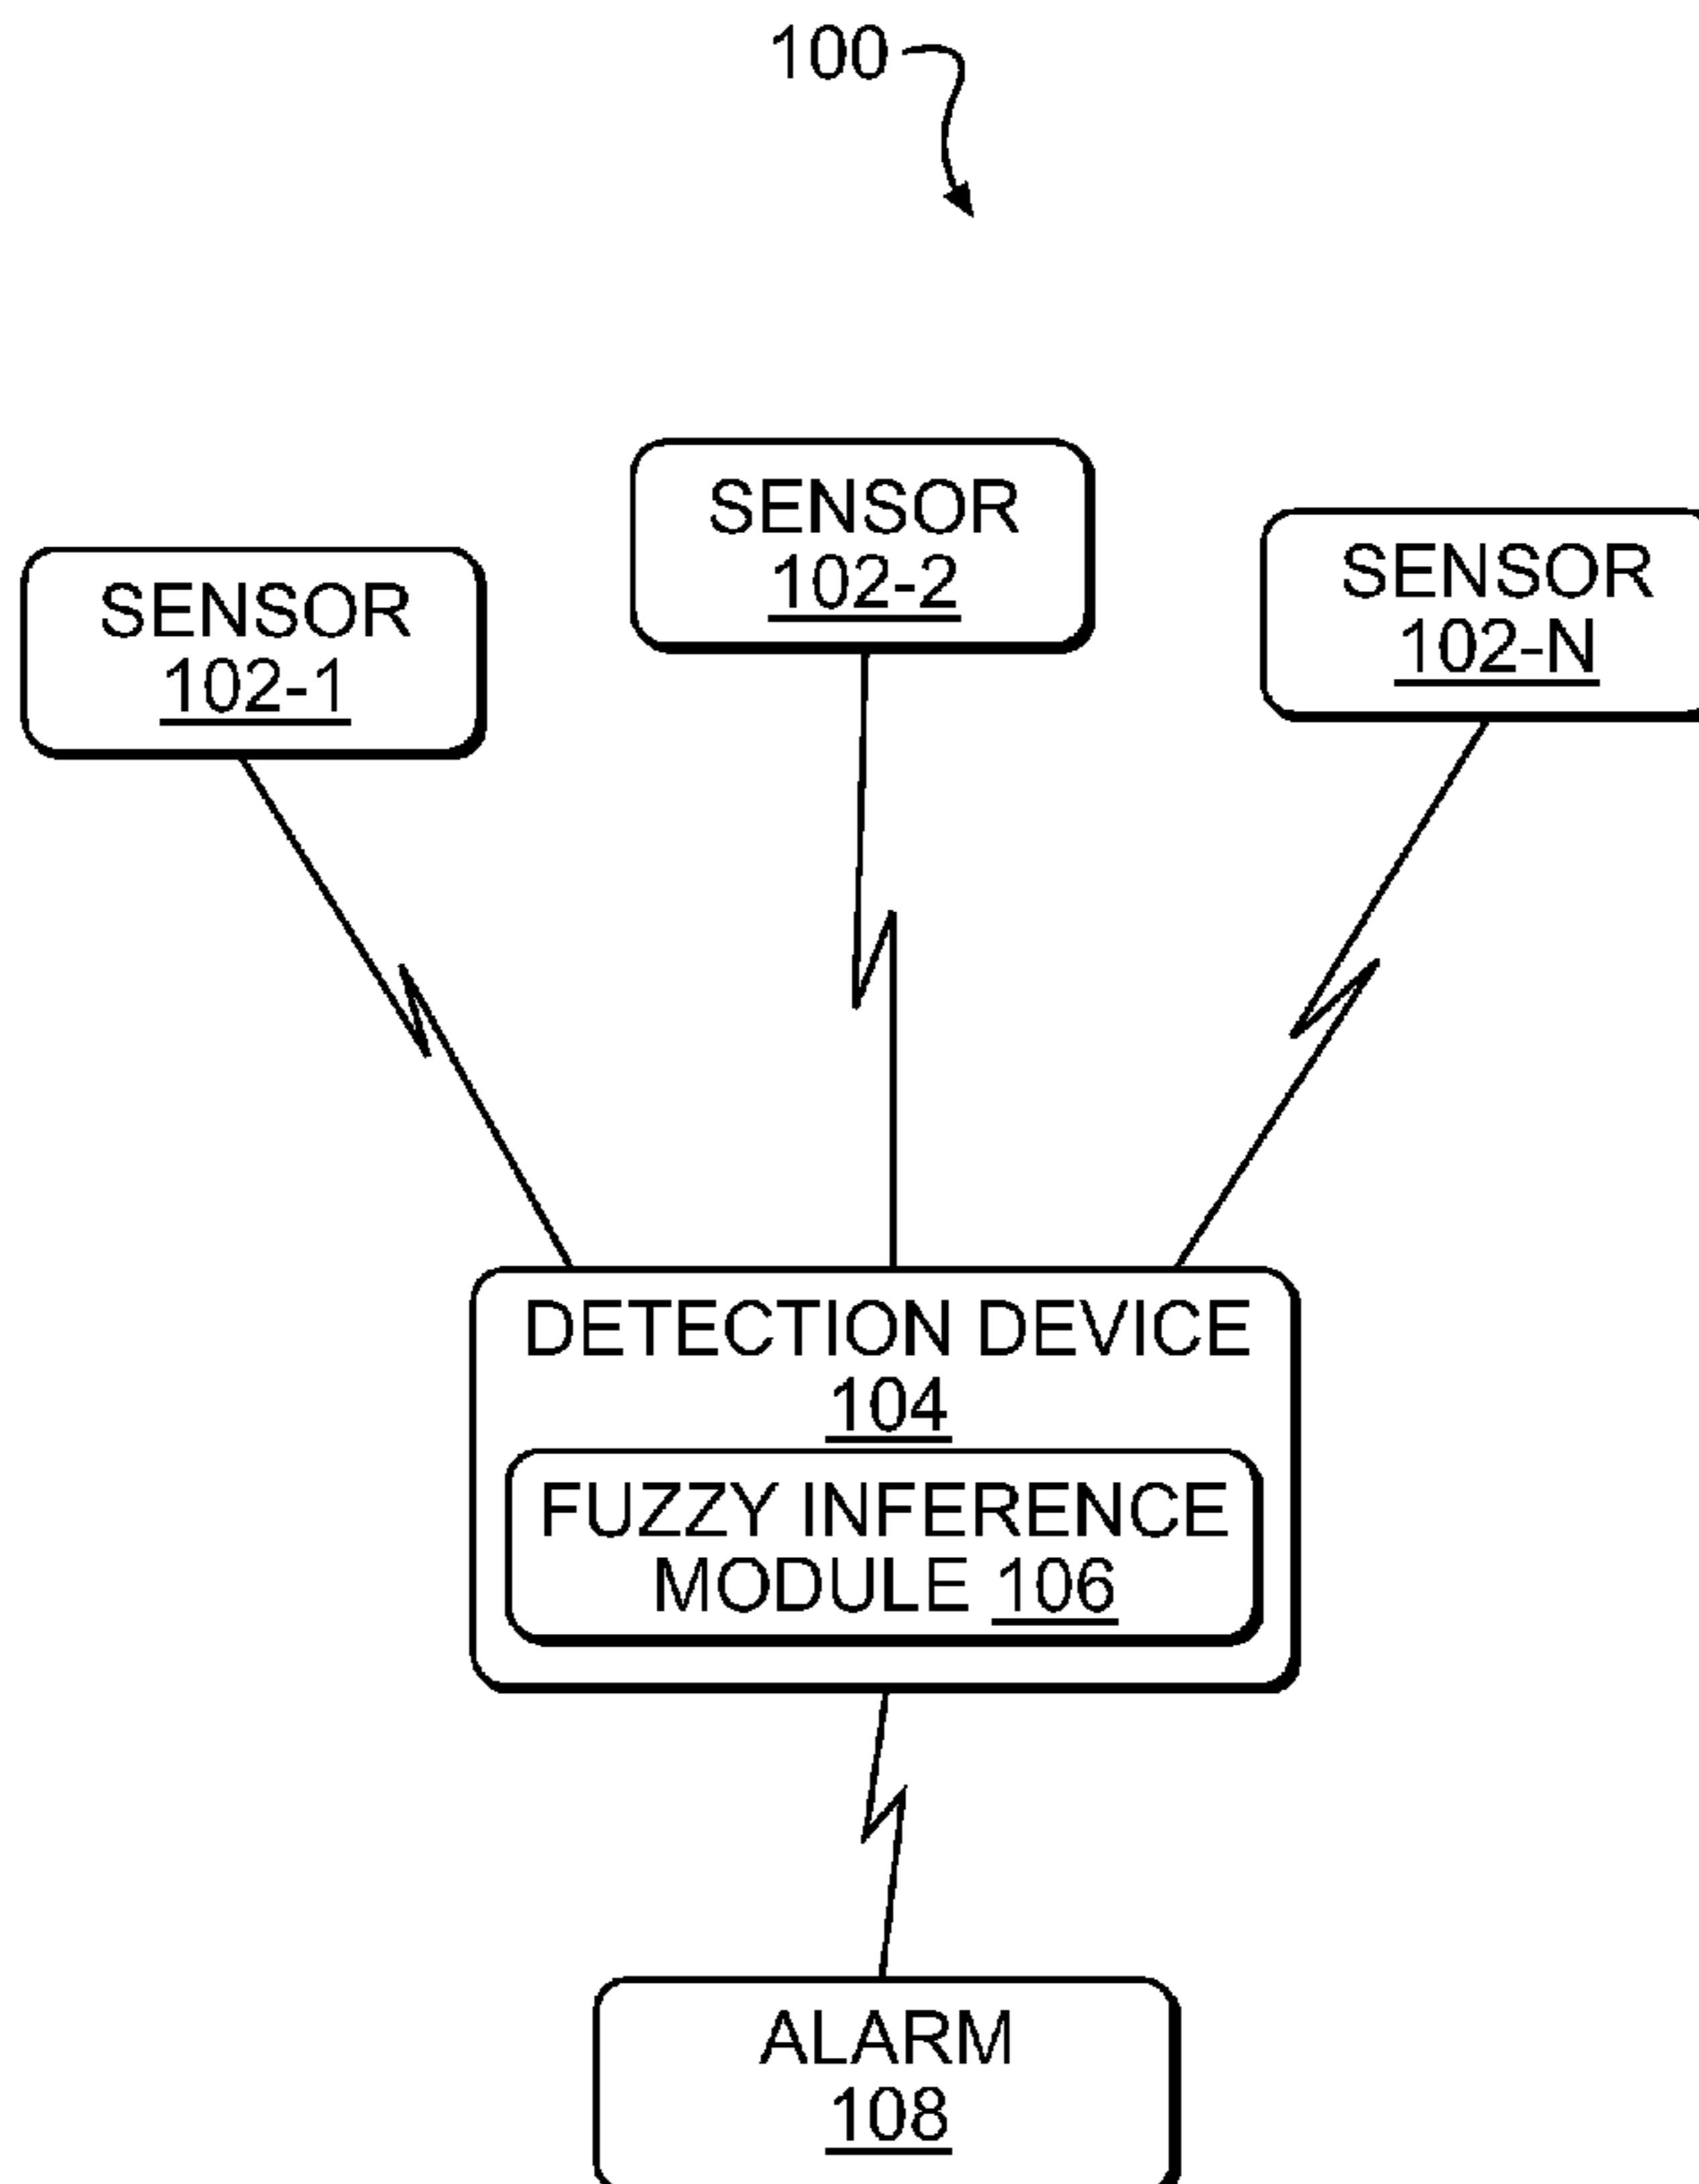 100
SENSOR
102-1
SENSOR
102-2
SENSOR
102-N
DETECTION DEVICE
104
FUZZY INFERENCE
MODULE 106
ALARM
108